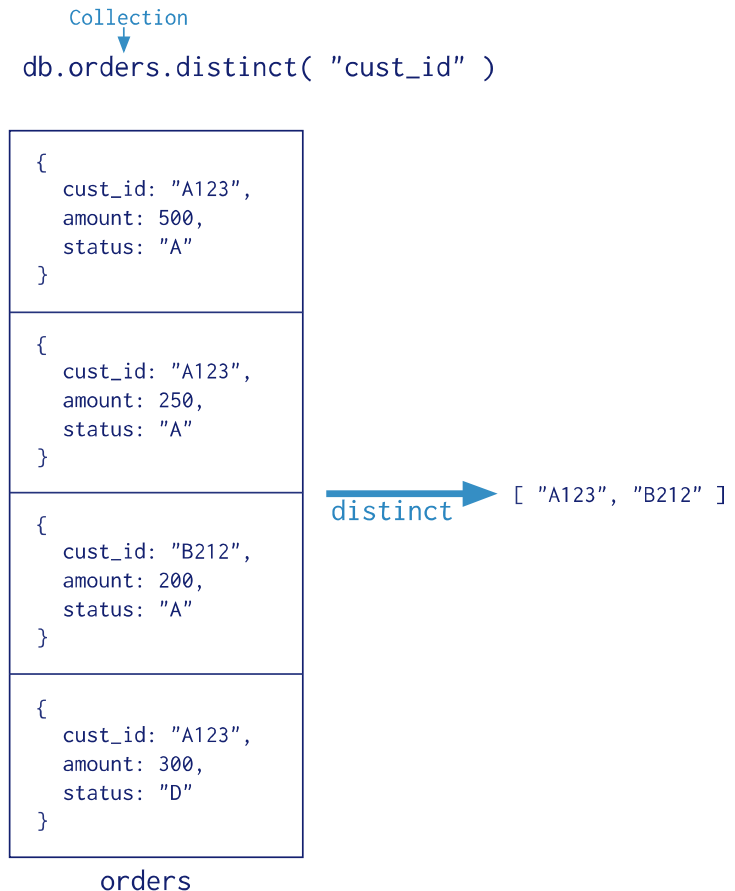 Collection
db.orders.distinct( "cust_id" )
{
cust_id: "A123",
amount: 500,
status: "A"
}
{
cust_id: "A123",
amount: 250,
status: "A"
}
{
cust_id: "B212",
amount: 200,
status: "A"
}
{
cust_id: "A123",
amount: 300,
status: "D"
}
orders
distinct
[ "A123", "B212" ]